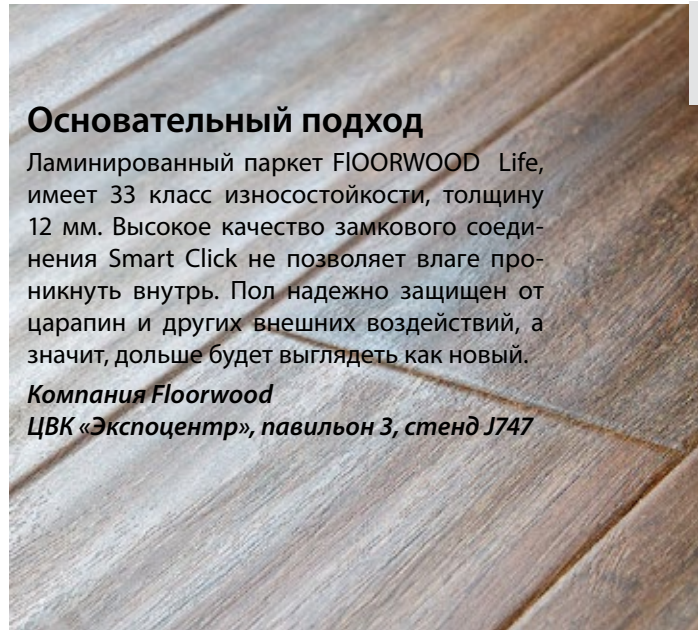 Основательный подход
Ламинированный паркет FlOORWOOD Life,
имеет 33 класс износостойкости, толщину
12 мм. Высокое качество замкового соеди-
нения Smart Click не позволяет влаге про-
никнуть внутрь. Пол надежно защищен от
царапин и других внешних воздействий, а
значит, дольше будет выглядеть как новый.
Компания Floorwood
ЦВК «Экспоцентр», павильон 3, стенд J747